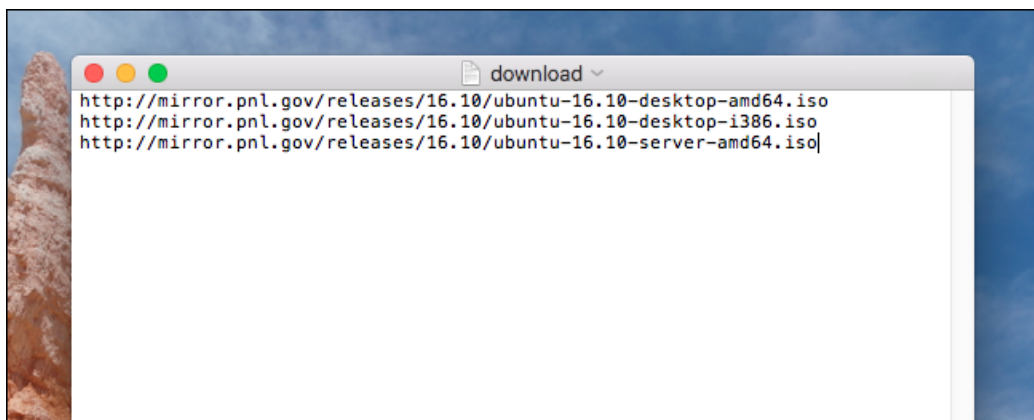 download
http://mirror.pnl.gov/releases/16.10/ubuntu-16.10-desktop-amd64.iso
http://mirror.pnl.gov/releases/16.10/ubuntu-16.10-desktop-i386.iso
http://mirror.pnl.gov/releases/16.10/ubuntu-16.10-server-amd64.iso